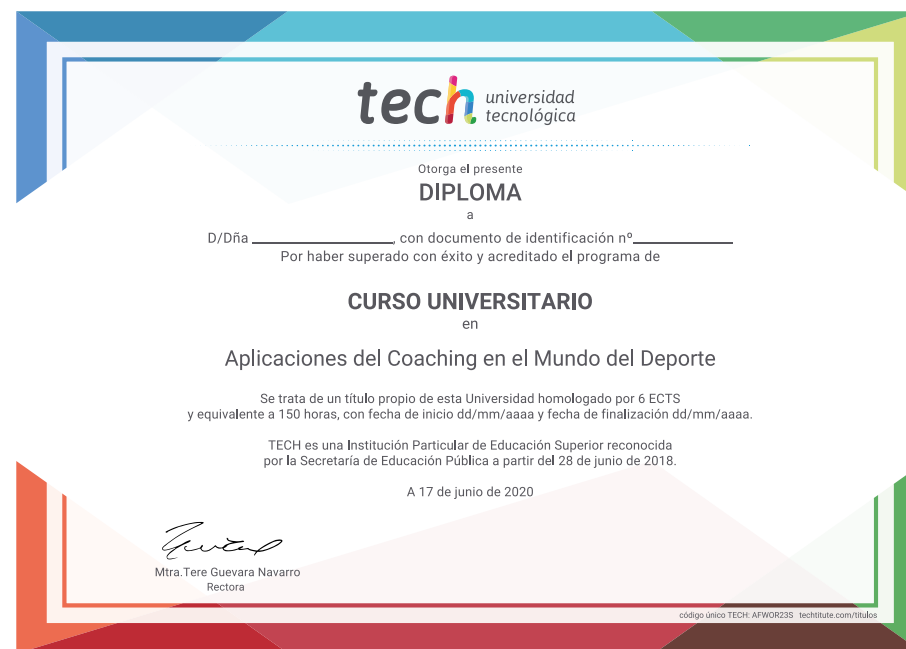 tech universidad
tecnológica
Otorga el presente
DIPLOMA
a
D/Dña ____________________, con documento de identificación nº______________
Por haber superado con éxito y acreditado el programa de
CURSO UNIVERSITARIO
en
Aplicaciones del Coaching en el Mundo del Deporte
Se trata de un título propio de esta Universidad homologado por 6 ECTS
y equivalente a 150 horas, con fecha de inicio dd/mm/aaaa y fecha de finalización dd/mm/aaaa.
TECH es una Institución Particular de Educación Superior reconocida
por la Secretaría de Educación Pública a partir del 28 de junio de 2018.
A 17 de junio de 2020
Mtra.Tere Guevara Navarro
Rectora
código único TECH: AFWOR23S techtitute.com/titulos